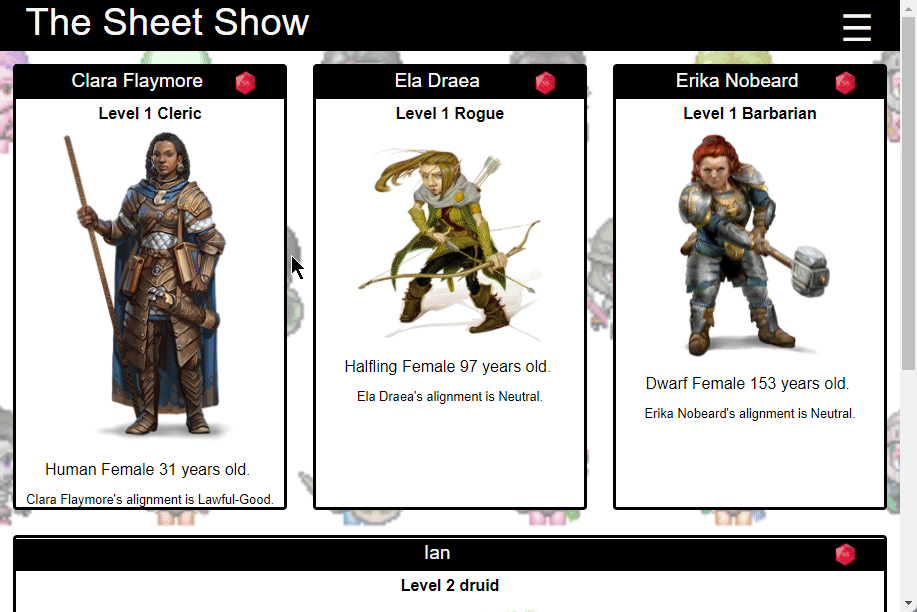 The Sheet Show
Clara Flaymore
Level 1 Cleric
Human Female 31 years old.
Clara Flaymore's alignment is Lawful-Good.
Ela Draea
Level 1 Rogue
Halfling Female 97 years old.
Ela Draea's alignment is Neutral.
Erika Nobeard
Level 1 Barbarian
Dwarf Female 153 years old.
Erika Nobeard's alignment is Neutral.
Ian
Level 2 druid